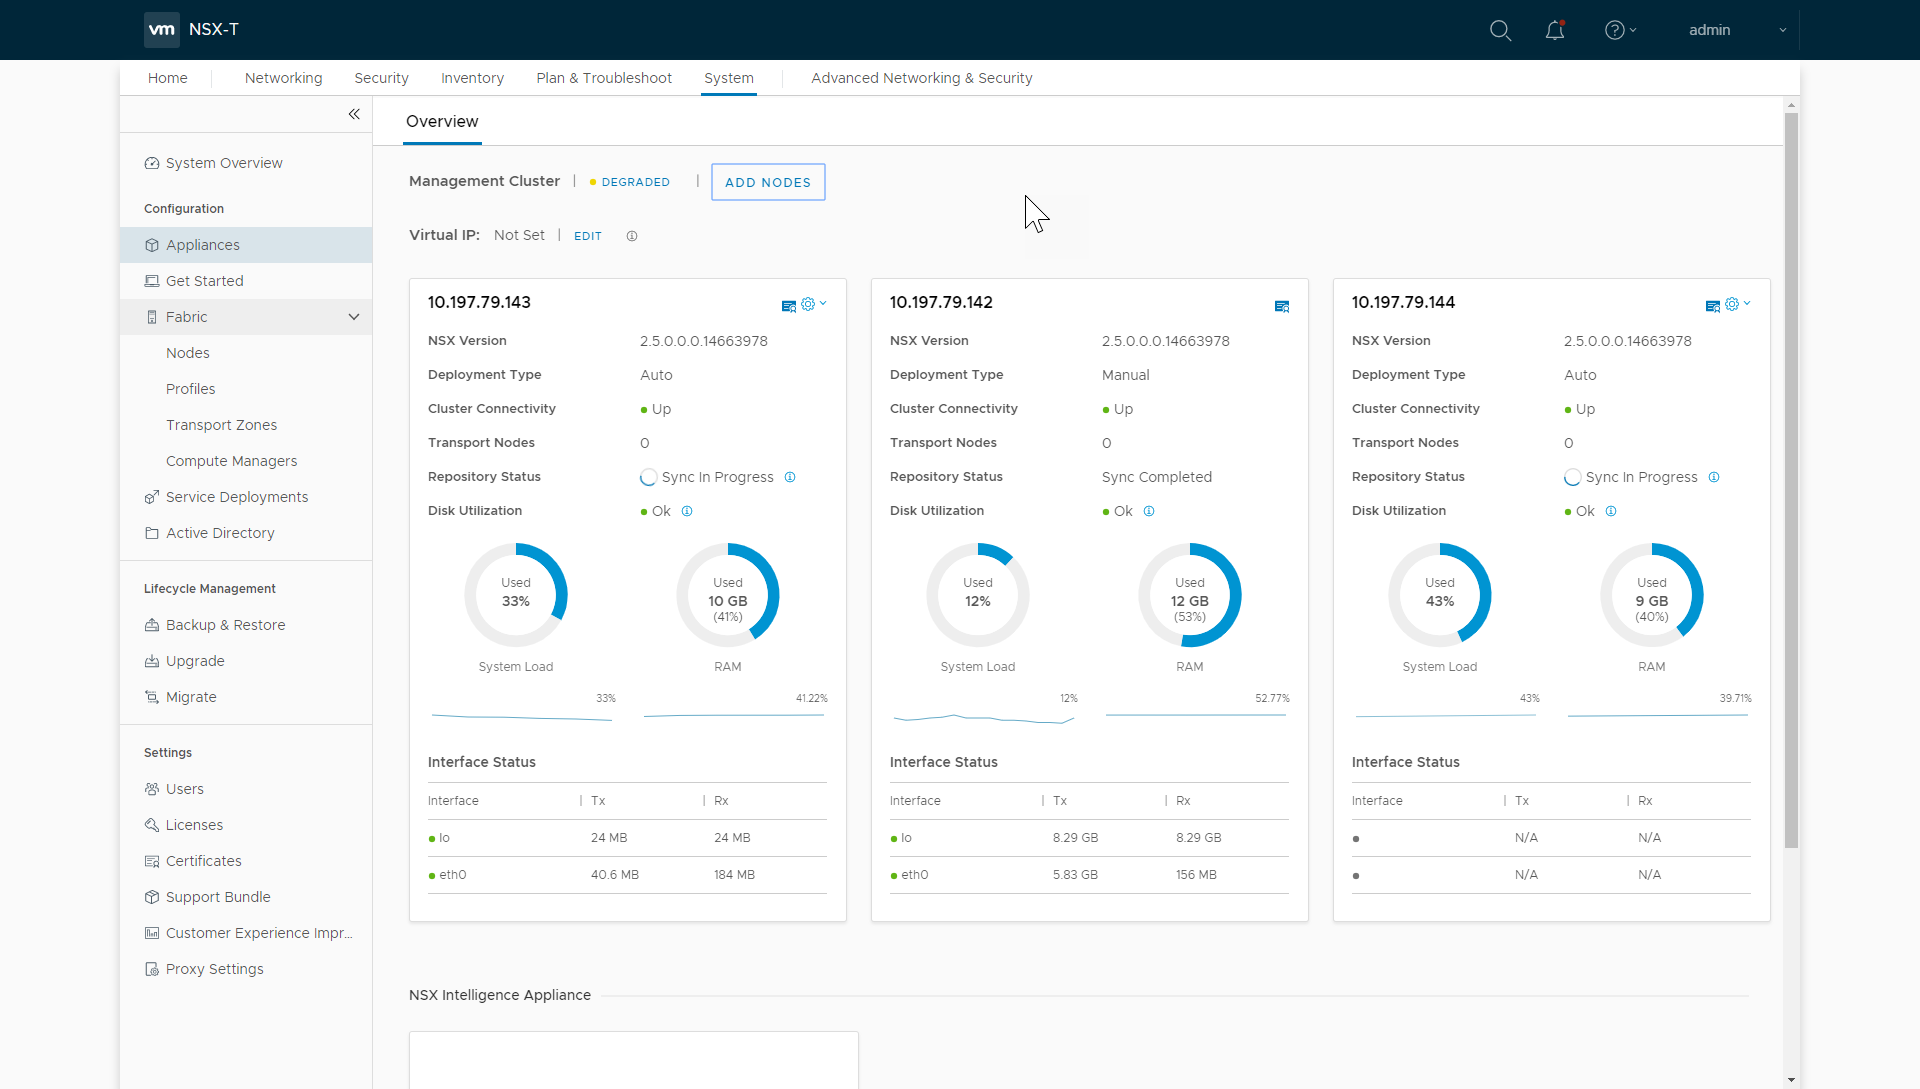 vm NSX-T
admin
Home Networking Security Inventory Plan & Troubleshoot System Advanced Networking & Security
System Overview
Configuration
Appliances
Get Started
Fabric
Nodes
Profiles
Transport Zones
Compute Managers
Service Deployments
Active Directory
Lifecycle Management
Backup & Restore
Upgrade
Migrate
Settings
Users
Licenses
Certificates
Support Bundle
Customer Experience Impr...
Proxy Settings
Overview
Management Cluster | DEGRADED | ADD NODES
Virtual IP: Not Set | EDIT
10.197.79.143
NSX Version 2.5.0.0.0.14663978
Deployment Type Auto
Cluster Connectivity Up
Transport Nodes 0
Repository Status Sync In Progress
Disk Utilization Ok
Used Used
33% 10 GB
(41%)
System Load RAM
33% 41.22%
Interface Status
Interface | Tx | Rx
lo 24 MB 24 MB
eth0 40.6 MB 184 MB
10.197.79.142
NSX Version 2.5.0.0.0.14663978
Deployment Type Manual
Cluster Connectivity Up
Transport Nodes 0
Repository Status Sync Completed
Disk Utilization Ok
Used Used
12% 12 GB
(53%)
System Load RAM
12% 52.77%
Interface Status
Interface | Tx | Rx
lo 8.29 GB 8.29 GB
eth0 5.83 GB 156 MB
10.197.79.144
NSX Version 2.5.0.0.0.14663978
Deployment Type Auto
Cluster Connectivity Up
Transport Nodes 0
Repository Status Sync In Progress
Disk Utilization Ok
Used Used
43% 9 GB
(40%)
System Load RAM
43% 39.71%
Interface Status
Interface | Tx | Rx
N/A N/A
N/A N/A
NSX Intelligence Appliance